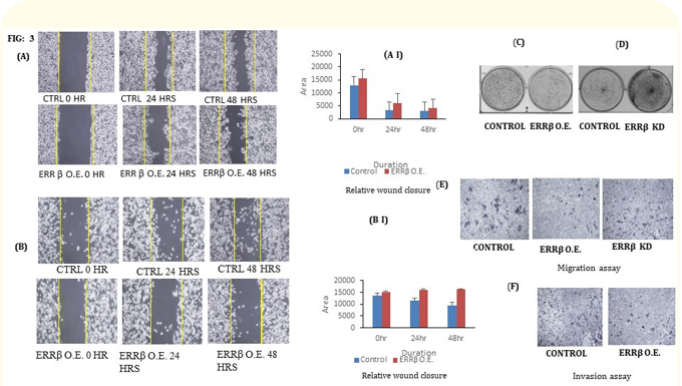 FIG: 3
(A)
CTRL 0 HR
CTRL 24 HRS
CTRL 48 HRS
ERR β O.E. 0 HR
ERR β O.E. 24 HRS
ERRβ O.E. 48 HRS
(B)
CTRL 0 HR
CTRL 24 HRS
CTRL 48 HRS
ERRβ O.E. 0 HR
ERRβ O.E. 24
HRS
ERRβ O.E. 48
HRS
(A I)
25000
20000
15000
10000
5000
0
Area
0hr
24hr
48hr
Duration
Control
ERRβ O.E.
Relative wound closure
(B I)
20000
15000
10000
5000
0
Area
0hr
24hr
48hr
Duration
Control
ERRβ O.E.
Relative wound closure
(C)
CONTROL
ERRβ O.E.
(D)
CONTROL
ERRβ KD
(E)
CONTROL
ERRβ O.E.
ERRβ KD
Migration assay
(F)
CONTROL
ERRβ O.E.
Invasion assay